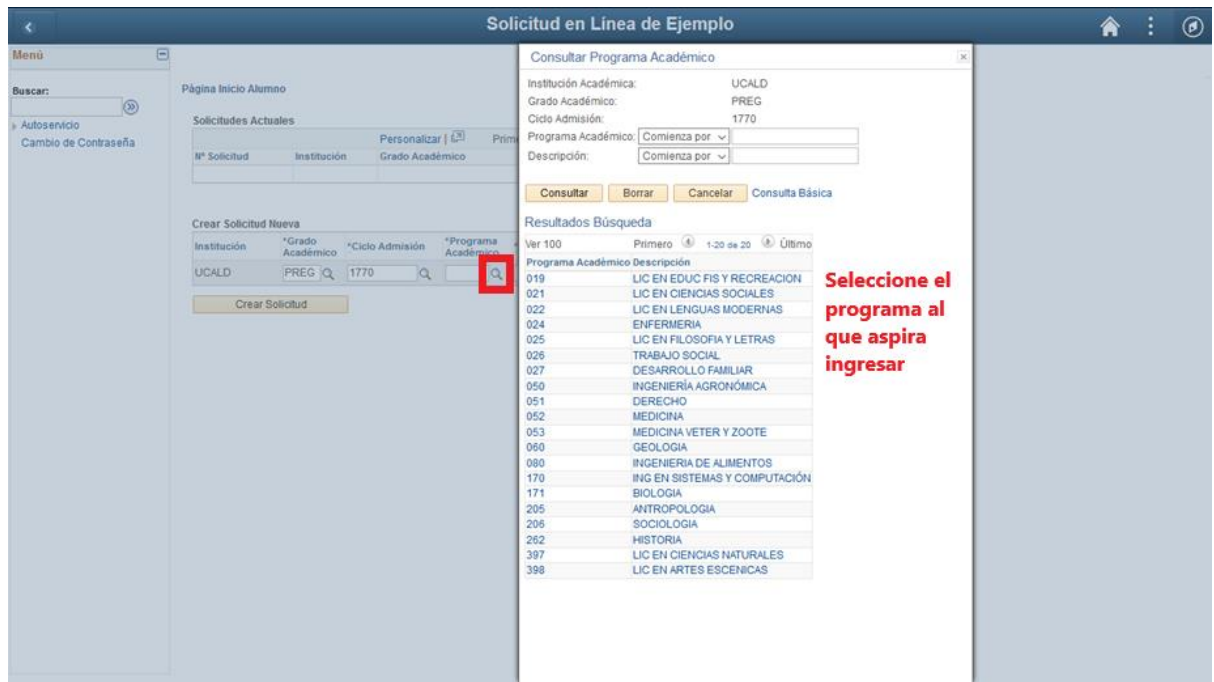 Solicitud en Línea de Ejemplo
Menú
Buscar:
Autoservicio
Cambio de Contraseña
Página Inicio Alumno
Solicitudes Actuales
Personalizar |
Nº Solicitud Institución Grado Académico
Crear Solicitud Nueva
Institución *Grado Académico *Ciclo Admisión *Programa Académico
UCALD PREG 1770
Crear Solicitud
Consultar Programa Académico
Institución Académica: UCALD
Grado Académico: PREG
Ciclo Admisión: 1770
Programa Académico: Comienza por
Descripción: Comienza por
Consultar Borrar Cancelar Consulta Básica
Resultados Búsqueda
Ver 100 Primero 1-20 de 20 Último
Programa Académico Descripción
019 LIC EN EDUC FIS Y RECREACION
021 LIC EN CIENCIAS SOCIALES
022 LIC EN LENGUAS MODERNAS
024 ENFERMERIA
025 LIC EN FILOSOFIA Y LETRAS
026 TRABAJO SOCIAL
027 DESARROLLO FAMILIAR
050 INGENIERÍA AGRONÓMICA
051 DERECHO
052 MEDICINA
053 MEDICINA VETER Y ZOOTE
060 GEOLOGIA
080 INGENIERIA DE ALIMENTOS
170 ING EN SISTEMAS Y COMPUTACIÓN
171 BIOLOGIA
205 ANTROPOLOGIA
206 SOCIOLOGIA
262 HISTORIA
397 LIC EN CIENCIAS NATURALES
398 LIC EN ARTES ESCENICAS
Seleccione el
programa al
que aspira
ingresar